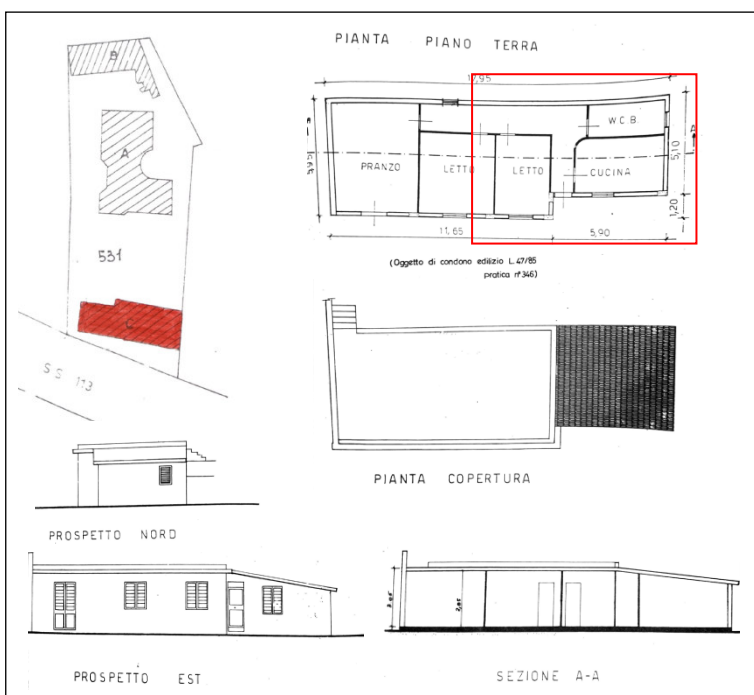 B
A
531
C
S.S. 113
PIANTA PIANO TERRA
17,95
W.C.B.
PRANZO
LETTO
LETTO
CUCINA
5,10
1,20
11,65
5,90
(Oggetto di condono edilizio L. 47/85
pratica n° 346)
PIANTA COPERTURA
PROSPETTO NORD
PROSPETTO EST
SEZIONE A-A